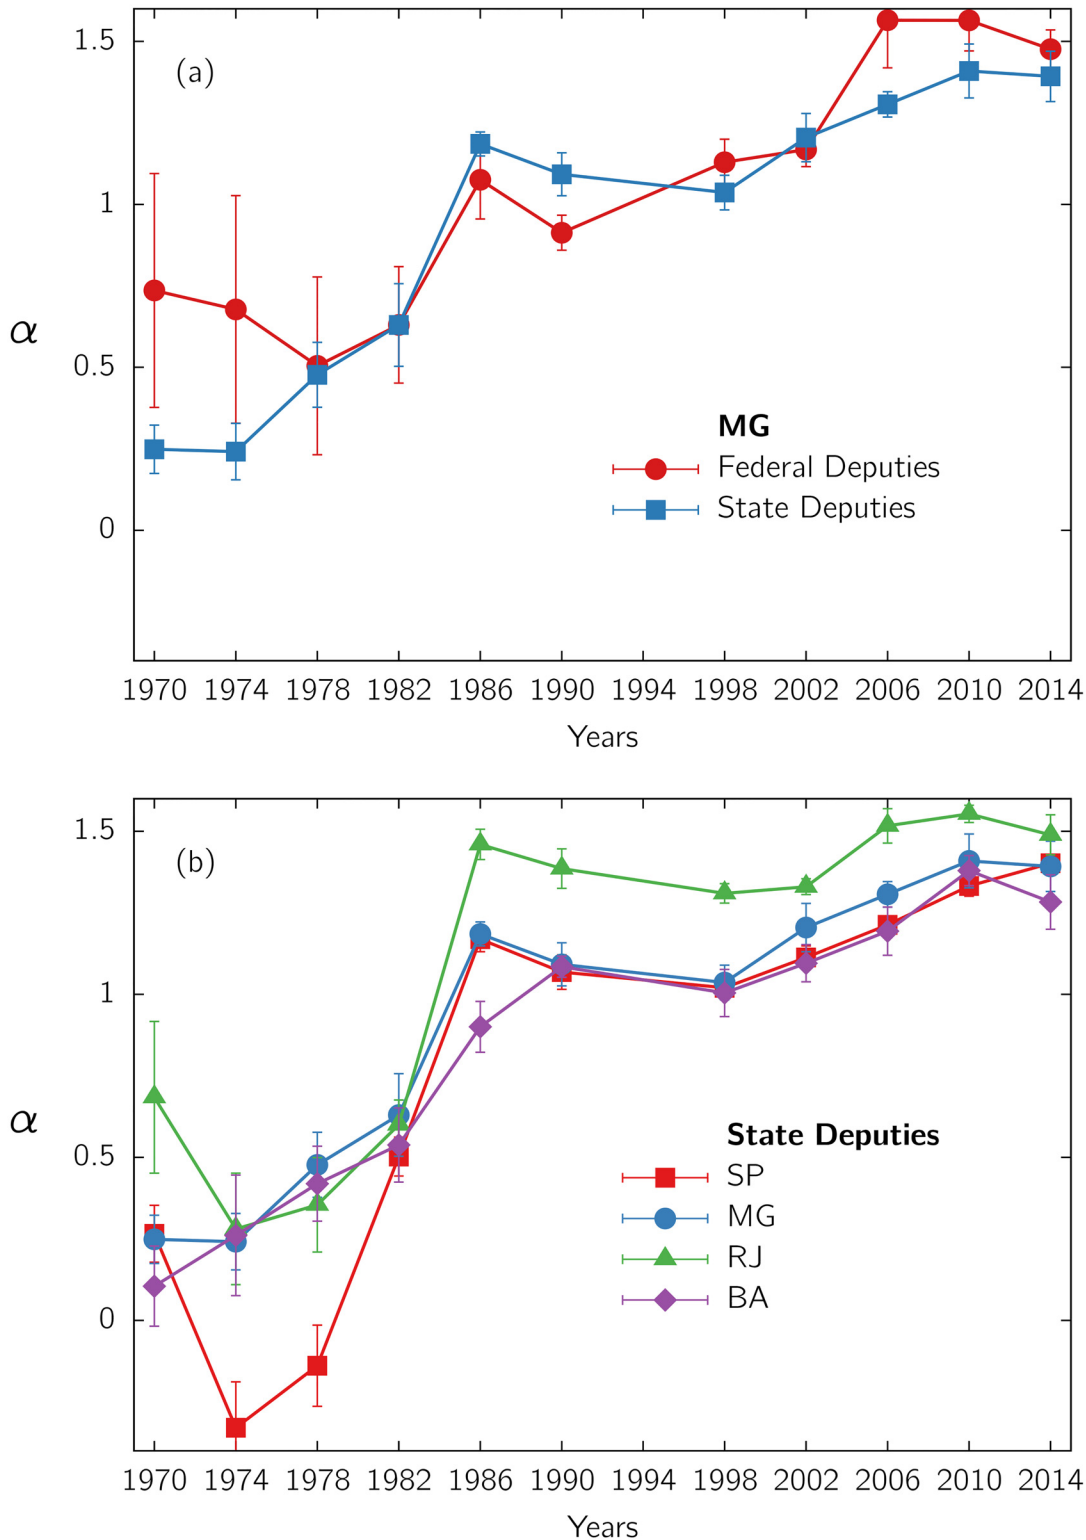 1.5
(a)
1
α
0.5
MG
Federal Deputies
State Deputies
0
1970 1974 1978 1982 1986 1990 1994 1998 2002 2006 2010 2014
Years
1.5
(b)
1
α
State Deputies
0.5
SP
MG
RJ
BA
0
1970 1974 1978 1982 1986 1990 1994 1998 2002 2006 2010 2014
Years